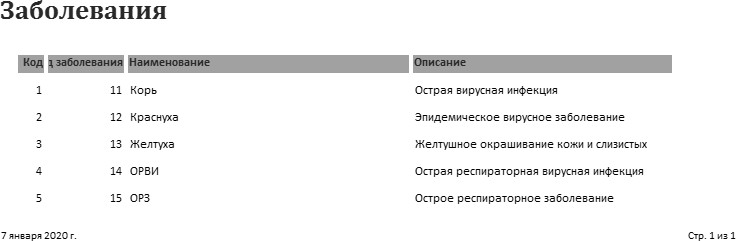 Заболевания
Код д заболевания Наименование Описание
1 11 Корь Острая вирусная инфекция
2 12 Краснуха Эпидемическое вирусное заболевание
3 13 Желтуха Желтушное окрашивание кожи и слизистых
4 14 ОРВИ Острая респираторная вирусная инфекция
5 15 ОРЗ Острое респираторное заболевание
7 января 2020 г. Стр. 1 из 1